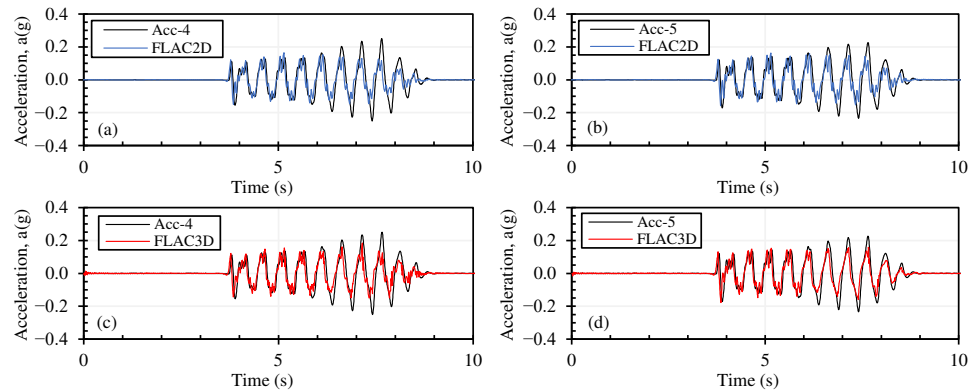 Acceleration, a(g)
0.4
0.2
0.0
−0.2
−0.4
Acc-4
FLAC2D
(a)
0
5
10
Time (s)
Acceleration, a(g)
0.4
0.2
0.0
−0.2
−0.4
Acc-5
FLAC2D
(b)
0
5
10
Time (s)
Acceleration, a(g)
0.4
0.2
0.0
−0.2
−0.4
Acc-4
FLAC3D
(c)
0
5
10
Time (s)
Acceleration, a(g)
0.4
0.2
0.0
−0.2
−0.4
Acc-5
FLAC3D
(d)
0
5
10
Time (s)